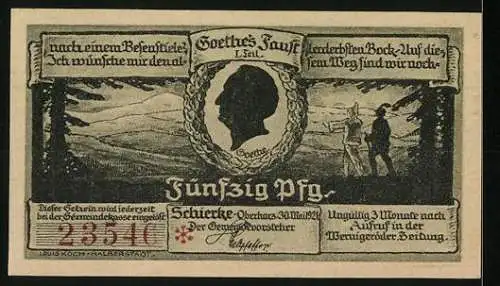 nach einem Besenstiele?
Ich wünschte mir den al-
Goethe's Faust
I. Teil.
lerderbsten Bock. Auf die-
sem Weg sind wir noch-
Goethe
Fünfzig Pfg.
Dieser Schein wird jederzeit
bei der Gemeindekasse eingelöst
23540
Schierke-Oberharz-30.Mai 1921
Der Gemeindevorsteher
Ungültig 3 Monate nach
Aufruf in der
Wernigeröder Zeitung.
LOUIS KOCH - HALBERSTADT